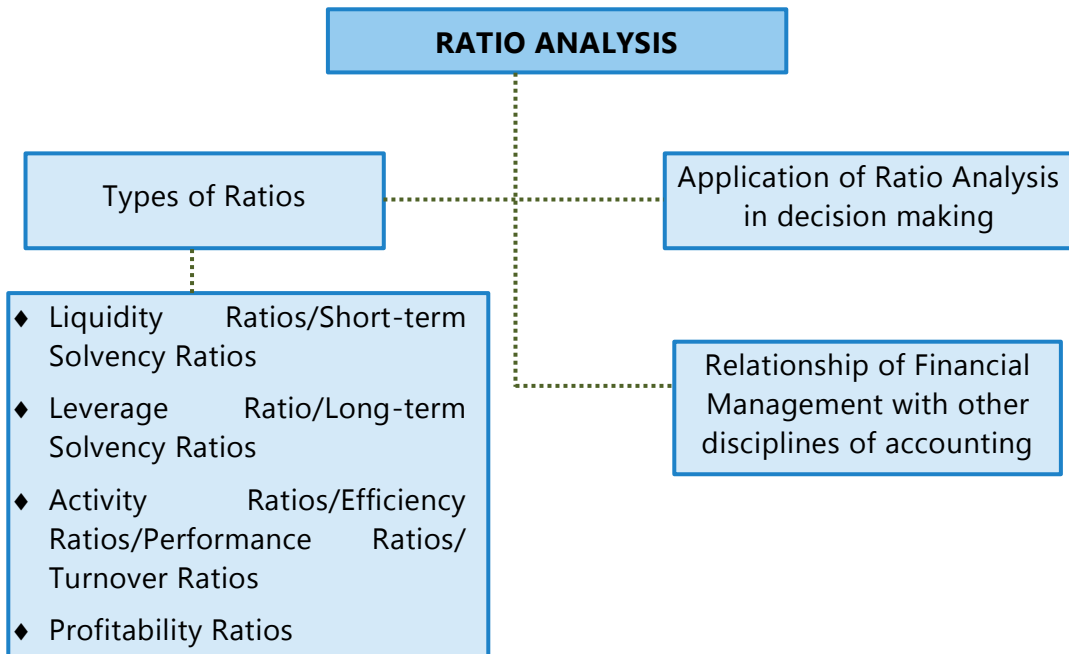 RATIO ANALYSIS
Types of Ratios
Application of Ratio Analysis
in decision making
♦ Liquidity Ratios/Short-term
Solvency Ratios
♦ Leverage Ratio/Long-term
Solvency Ratios
♦ Activity Ratios/Efficiency
Ratios/Performance Ratios/
Turnover Ratios
♦ Profitability Ratios
Relationship of Financial
Management with other
disciplines of accounting